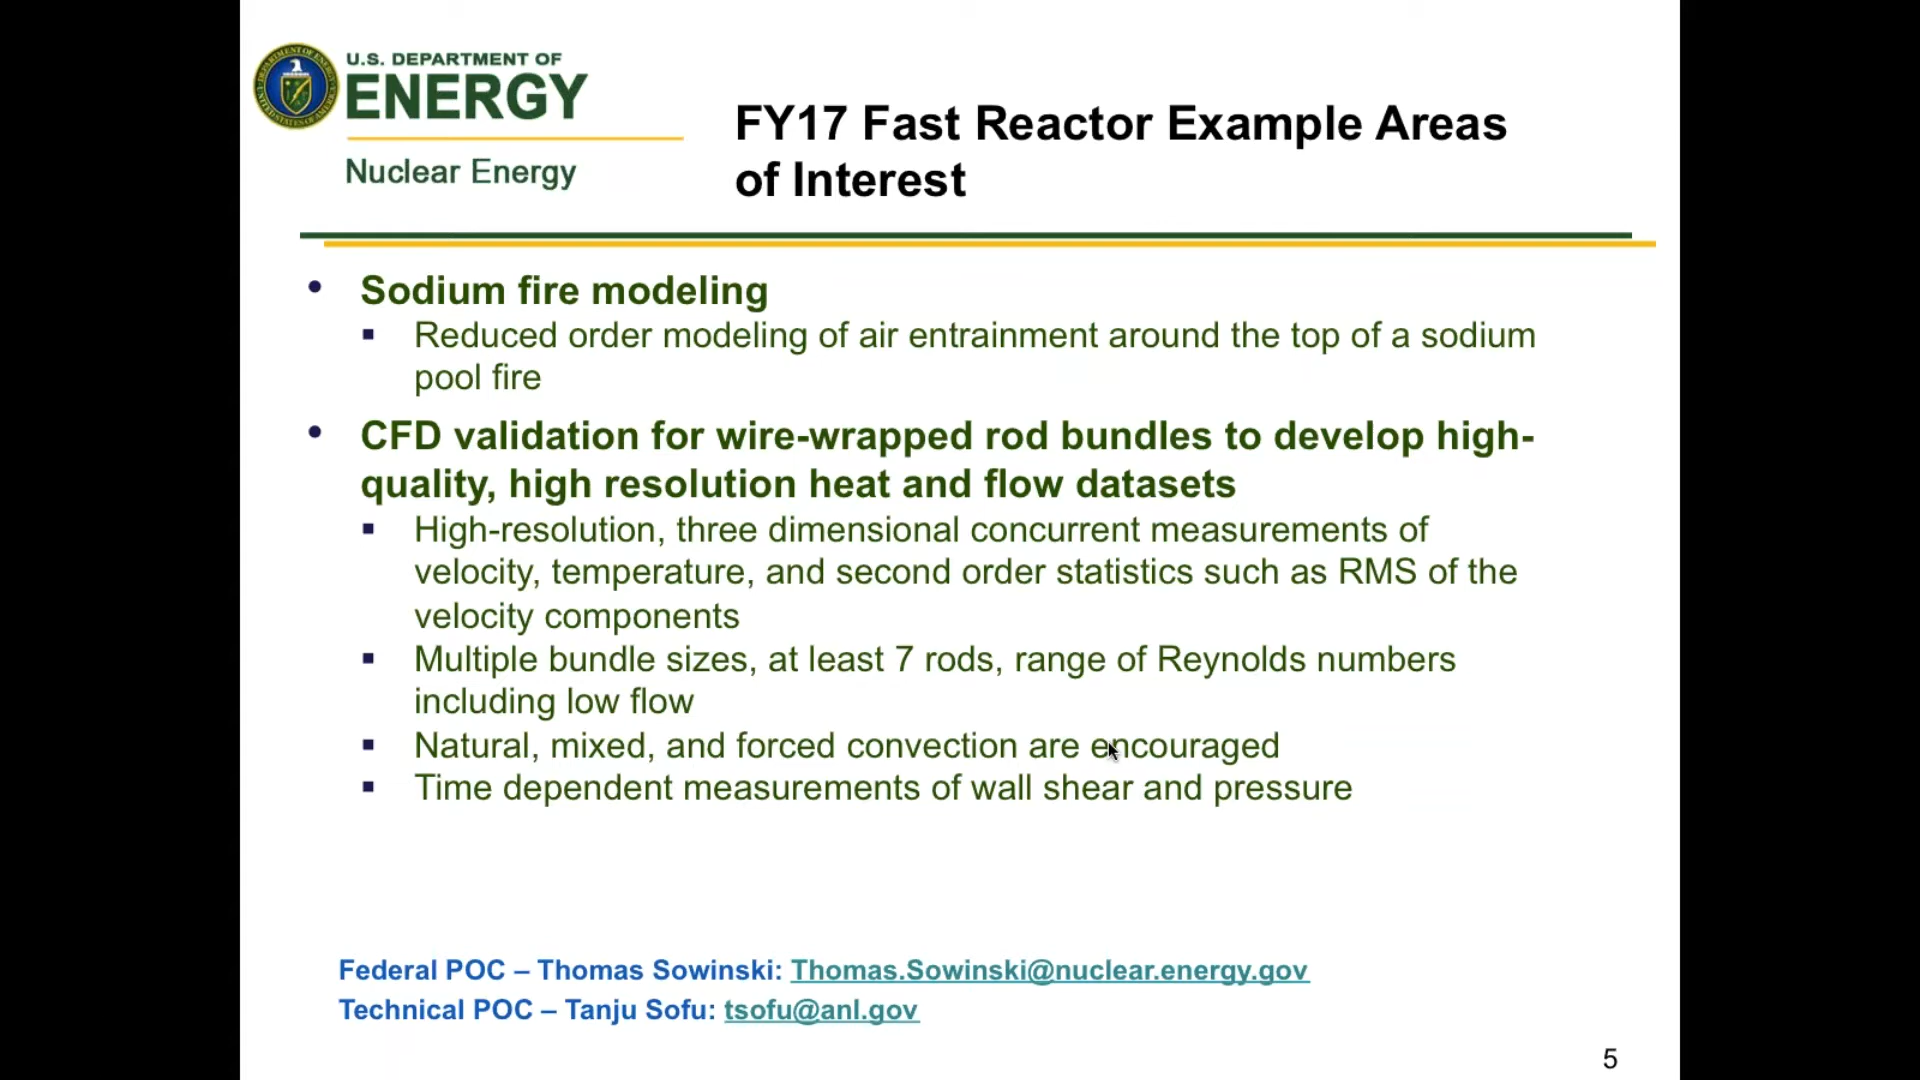 U.S. DEPARTMENT OF
ENERGY
Nuclear Energy
FY17 Fast Reactor Example Areas
of Interest
• Sodium fire modeling
▪ Reduced order modeling of air entrainment around the top of a sodium
pool fire
• CFD validation for wire-wrapped rod bundles to develop high-
quality, high resolution heat and flow datasets
▪ High-resolution, three dimensional concurrent measurements of
velocity, temperature, and second order statistics such as RMS of the
velocity components
▪ Multiple bundle sizes, at least 7 rods, range of Reynolds numbers
including low flow
▪ Natural, mixed, and forced convection are encouraged
▪ Time dependent measurements of wall shear and pressure
Federal POC – Thomas Sowinski: Thomas.Sowinski@nuclear.energy.gov
Technical POC – Tanju Sofu: tsofu@anl.gov
5